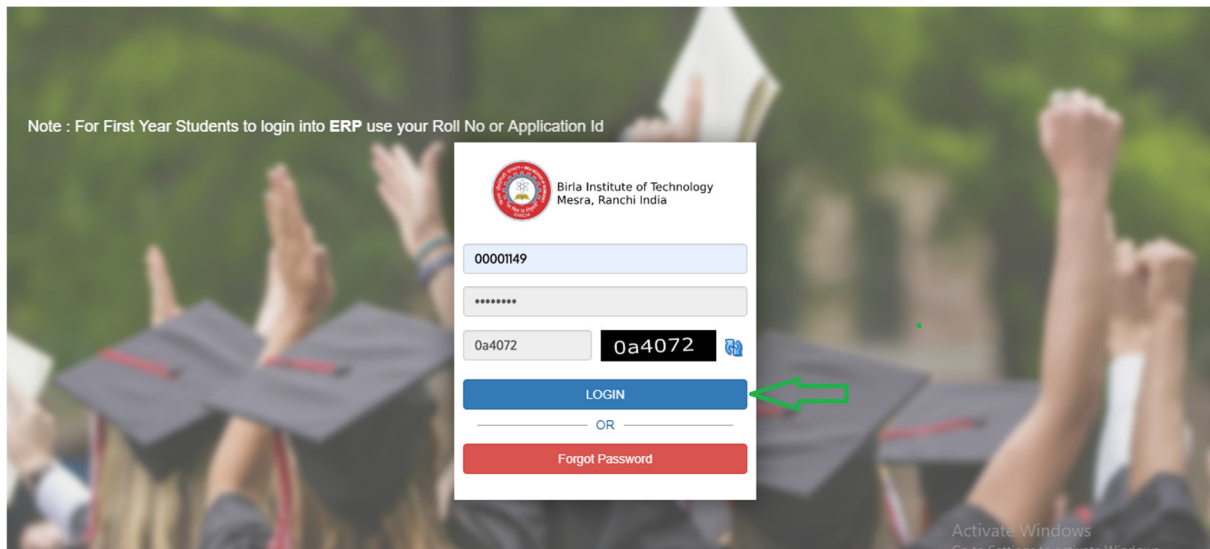 Note : For First Year Students to login into ERP use your Roll No or Application Id
Birla Institute of Technology
Mesra, Ranchi India
00001149
••••••••
0a4072
0a4072
LOGIN
OR
Forgot Password
Activate Windows